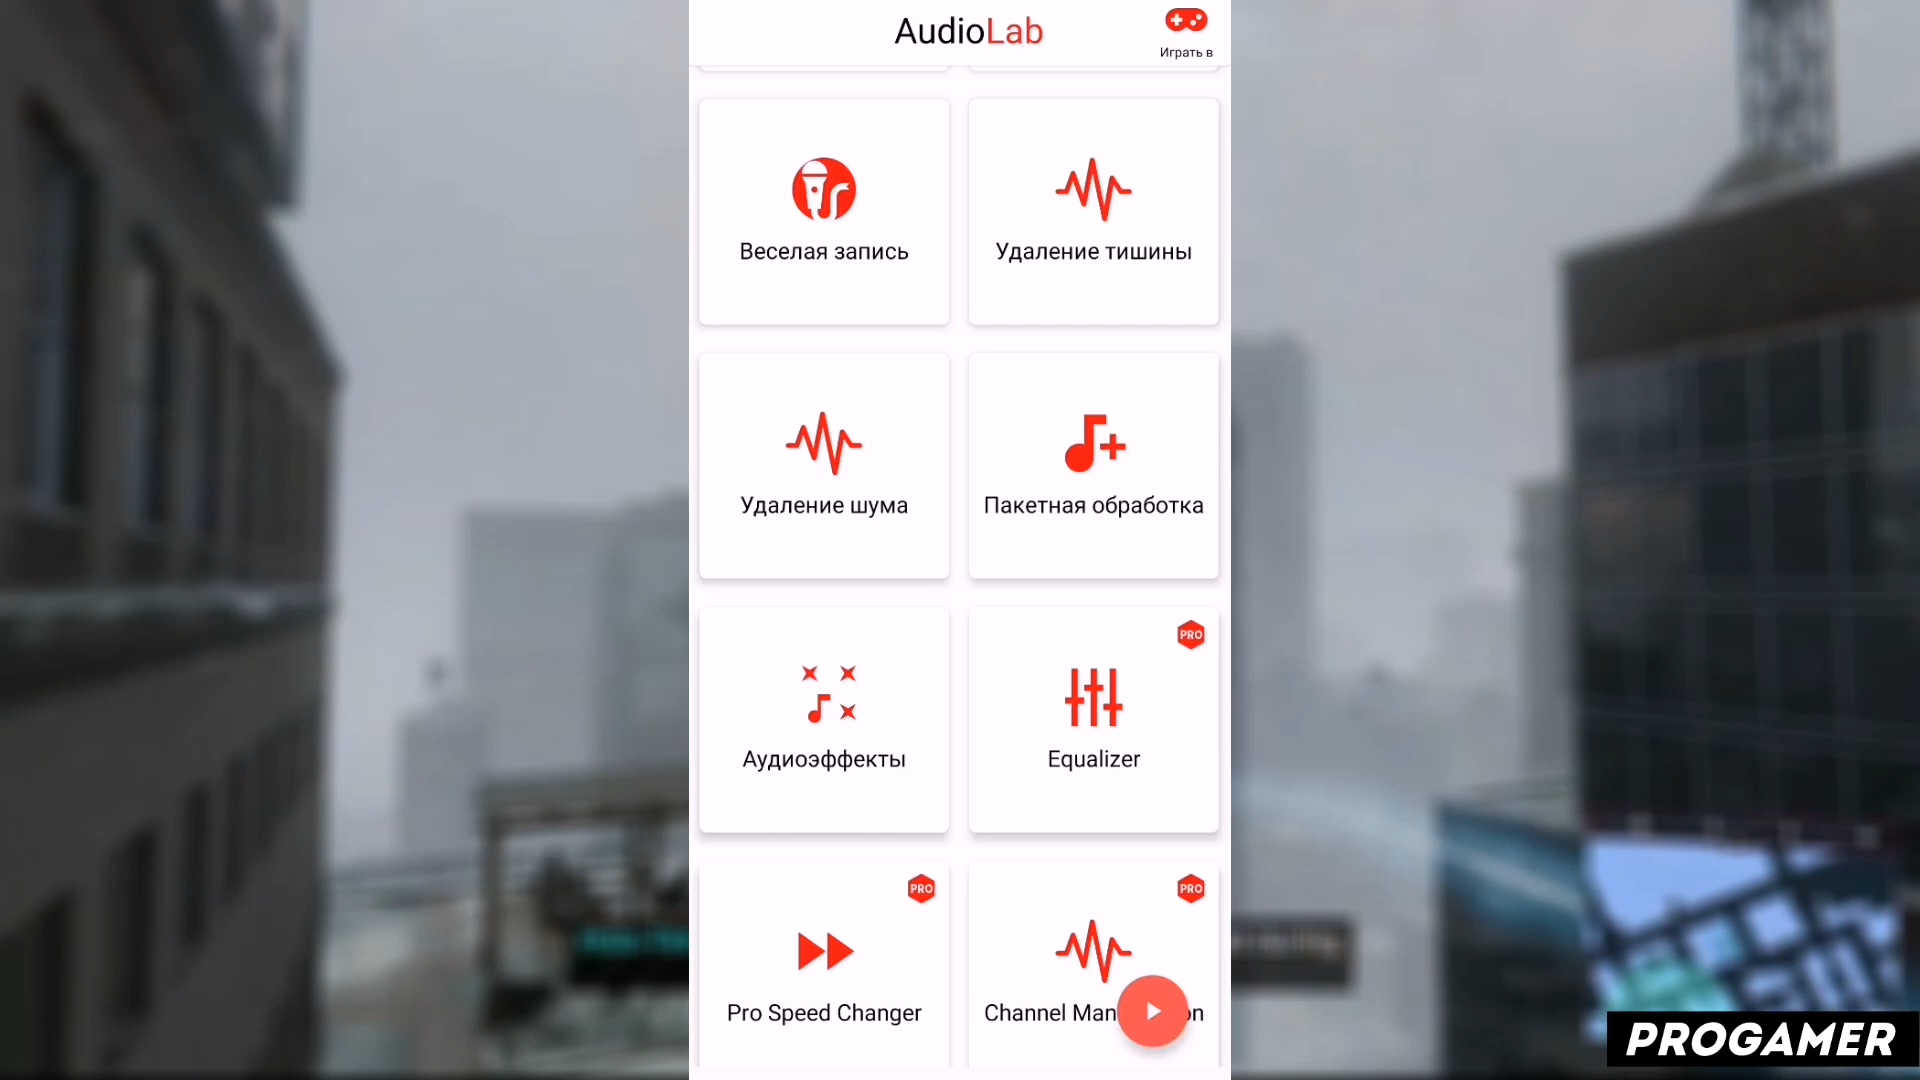 AudioLab
Играть в
Веселая запись
Удаление тишины
Удаление шума
Пакетная обработка
Аудиоэффекты
PRO
Equalizer
PRO
Pro Speed Changer
PRO
Channel Man
n
PROGAMER